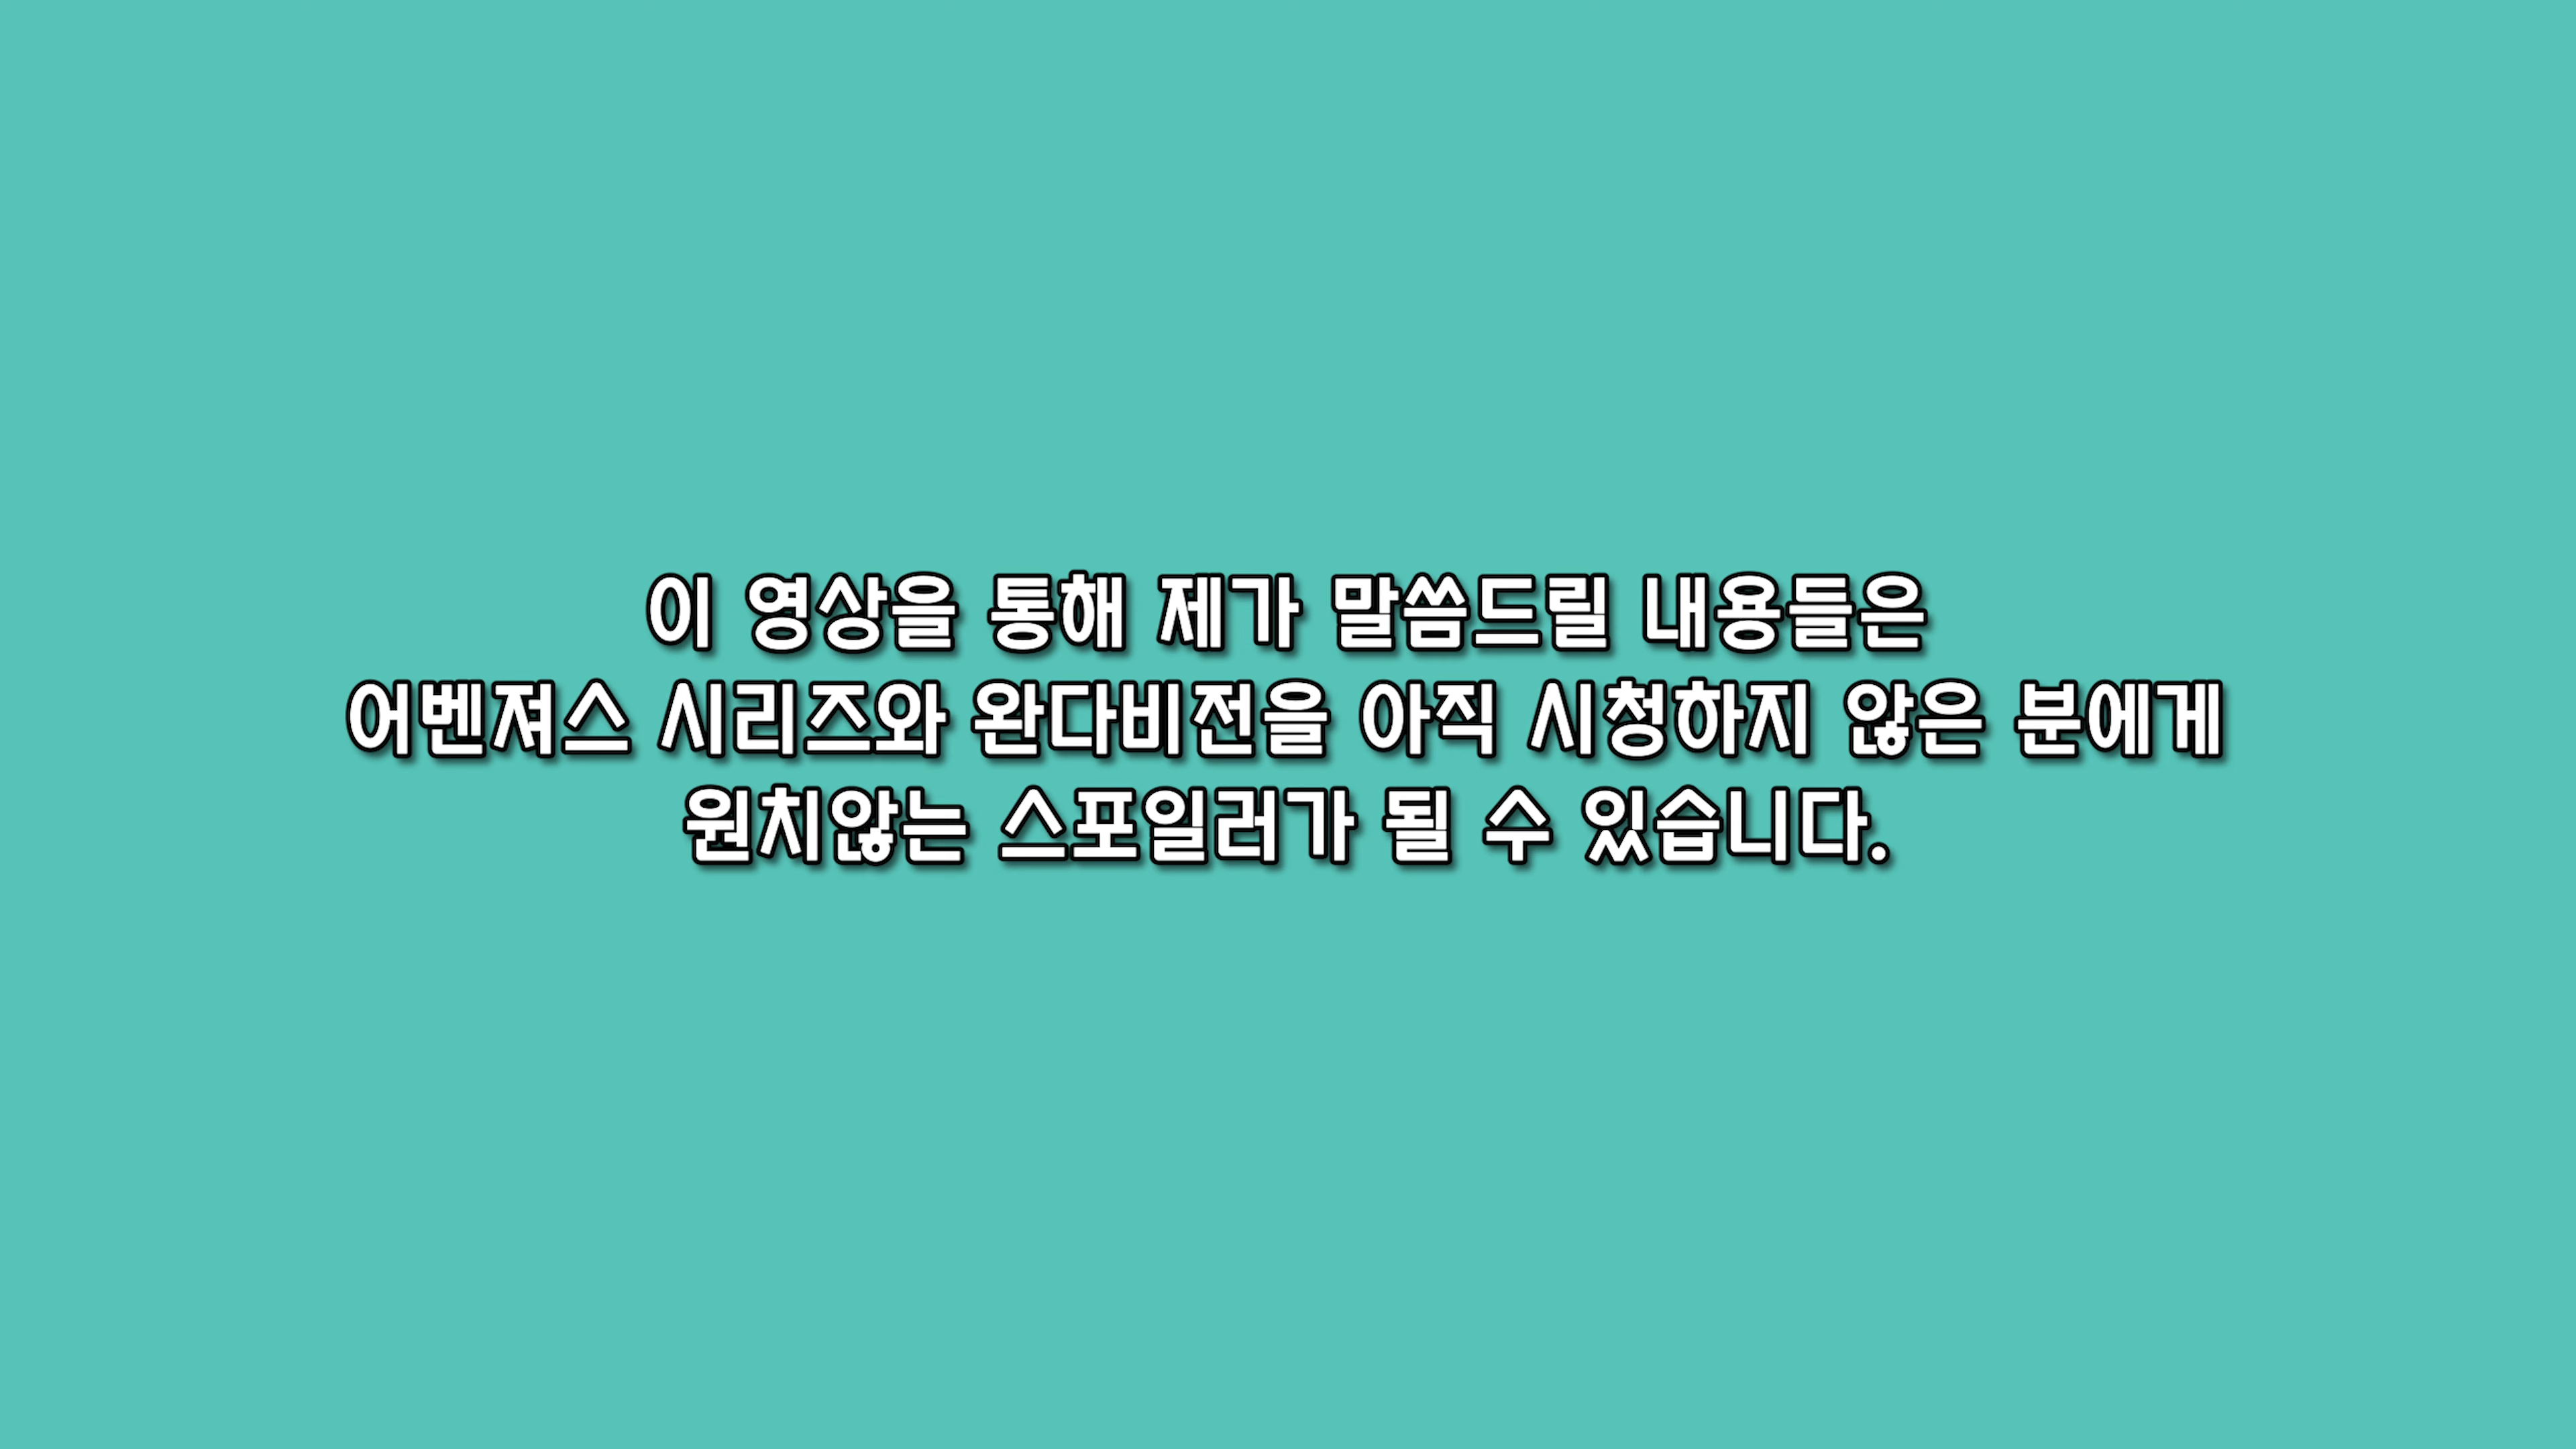 이 영상을 통해 제가 말씀드릴 내용들은
어벤져스 시리즈와 완다비전을 아직 시청하지 않은 분에게
원치않는 스포일러가 될 수 있습니다.